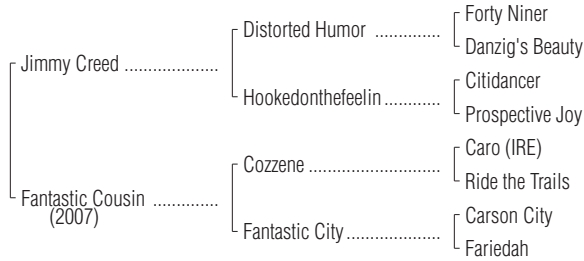 Forty Niner
Distorted Humor ..............
Danzig's Beauty
Jimmy Creed ....................
Citidancer
Hookedonthefeelin ............
Prospective Joy
Caro (IRE)
Cozzene ............................
Ride the Trails
Fantastic Cousin ..............
(2007)
Carson City
Fantastic City ....................
Fariedah